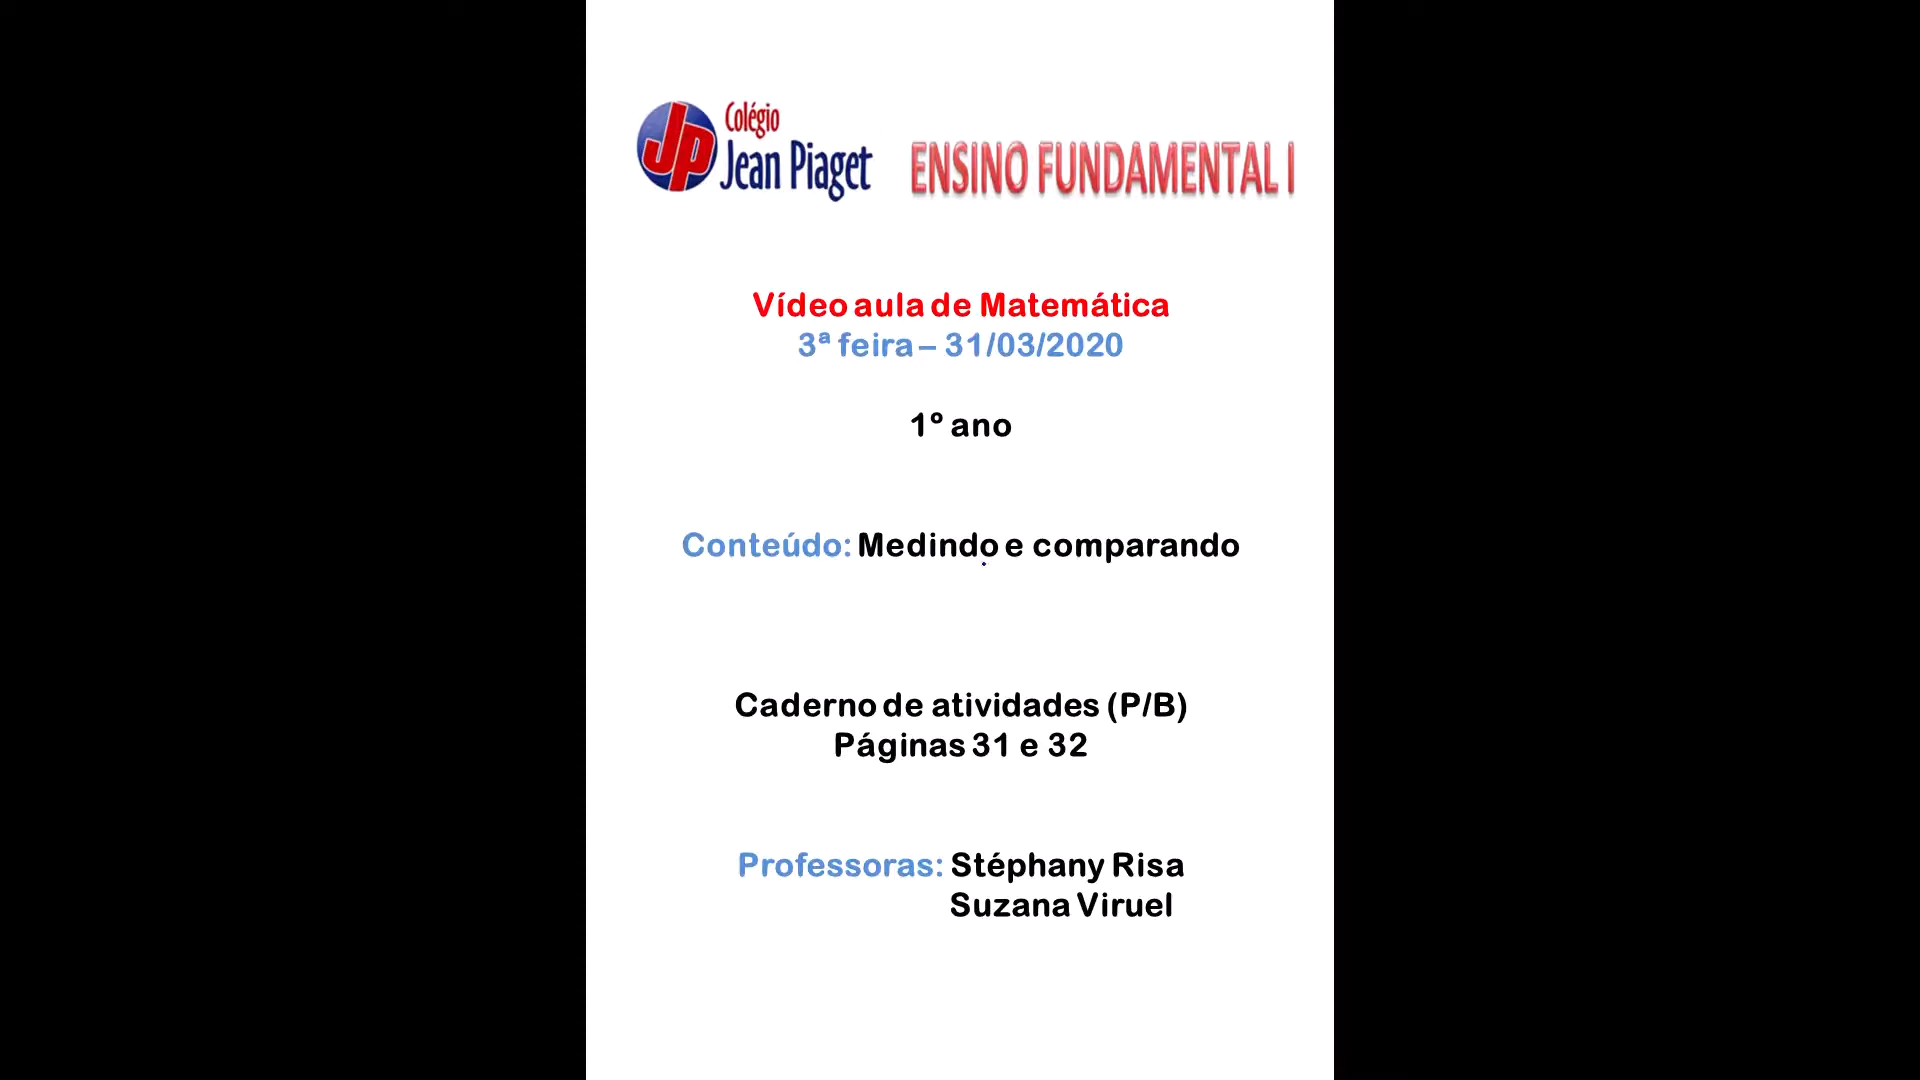 JP Colégio
Jean Piaget
ENSINO FUNDAMENTAL I
Vídeo aula de Matemática
3ª feira – 31/03/2020
1º ano
Conteúdo: Medindo e comparando
Caderno de atividades (P/B)
Páginas 31 e 32
Professoras: Stéphany Risa
Suzana Viruel